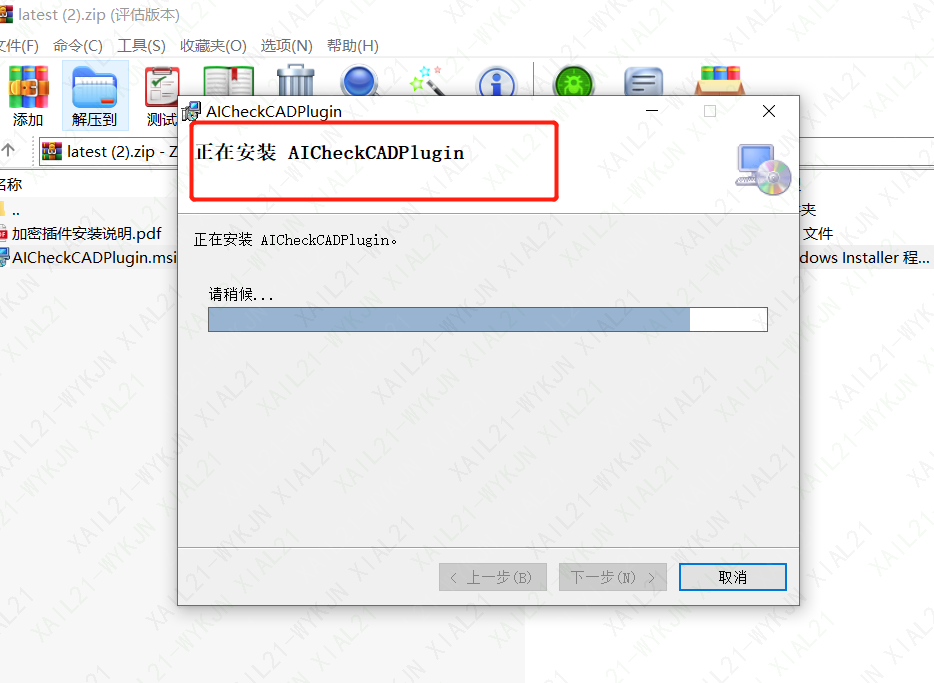 latest (2).zip (评估版本)
文件(F) 命令(C) 工具(S) 收藏夹(O) 选项(N) 帮助(H)
添加 解压到 测试
AICheckCADPlugin
latest (2).zip - Z
正在安装 AICheckCADPlugin
名称
..
夹
加密插件安装说明.pdf
文件
AICheckCADPlugin.msi
dows Installer 程...
正在安装 AICheckCADPlugin。
请稍候...
< 上一步(B) 下一步(N) > 取消
XAIL21-WYKJN XIAL21